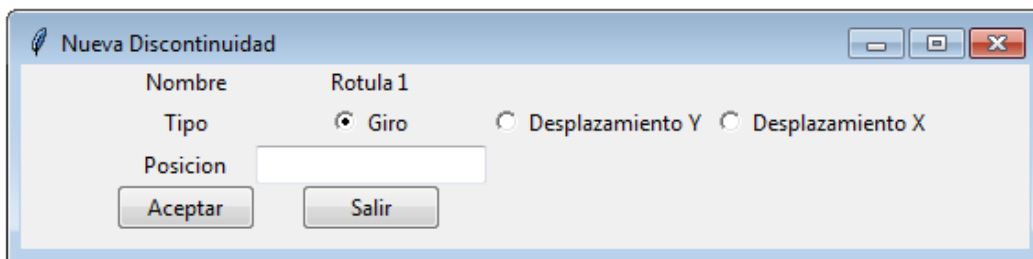 Nueva Discontinuidad
Nombre Rotula 1
Tipo Giro Desplazamiento Y Desplazamiento X
Posicion
Aceptar Salir